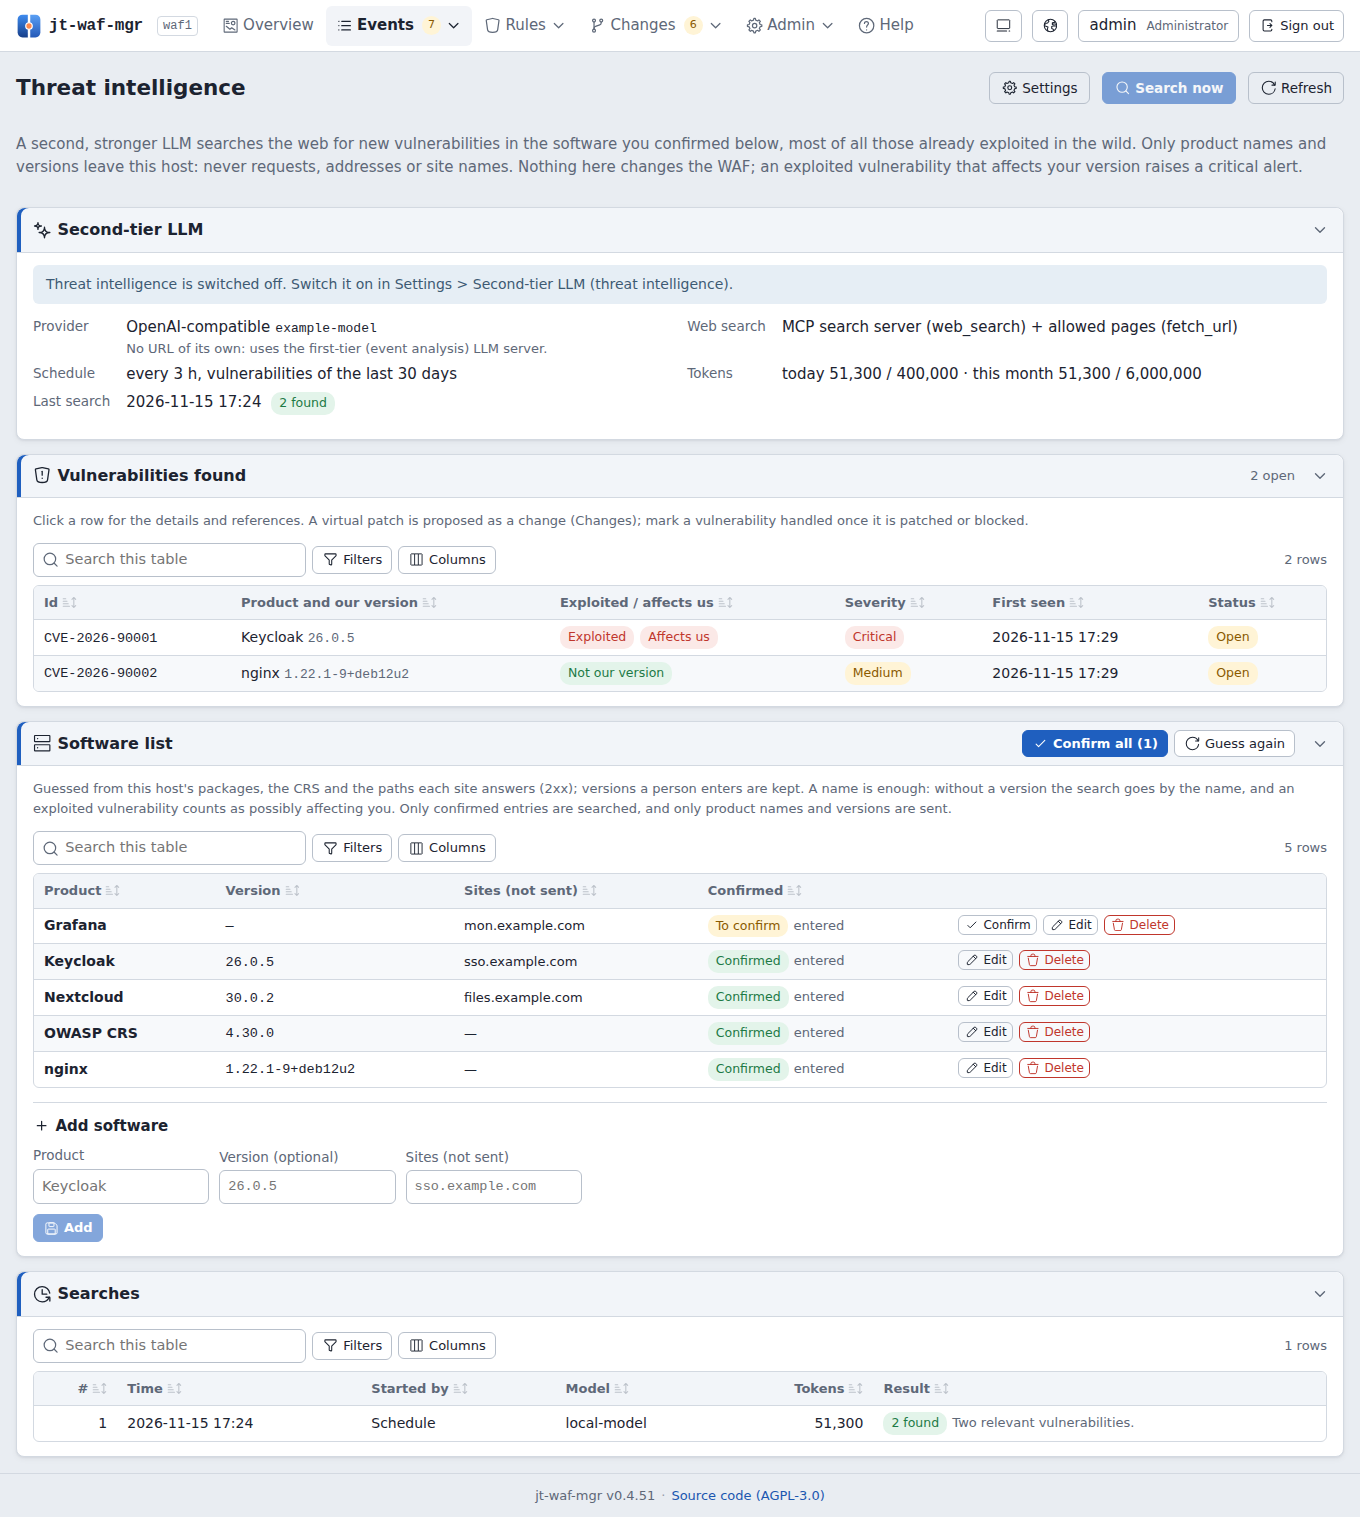 jt-waf-mgr waf1 Overview Events 7 Rules Changes 6 Admin Help admin Administrator Sign out
Threat intelligence Settings Search now Refresh
A second, stronger LLM searches the web for new vulnerabilities in the software you confirmed below, most of all those already exploited in the wild. Only product names and
versions leave this host: never requests, addresses or site names. Nothing here changes the WAF; an exploited vulnerability that affects your version raises a critical alert.
Second-tier LLM
Threat intelligence is switched off. Switch it on in Settings > Second-tier LLM (threat intelligence).
Provider OpenAI-compatible example-model Web search MCP search server (web_search) + allowed pages (fetch_url)
No URL of its own: uses the first-tier (event analysis) LLM server.
Schedule every 3 h, vulnerabilities of the last 30 days Tokens today 51,300 / 400,000 · this month 51,300 / 6,000,000
Last search 2026-11-15 17:24 2 found
Vulnerabilities found 2 open
Click a row for the details and references. A virtual patch is proposed as a change (Changes); mark a vulnerability handled once it is patched or blocked.
Search this table Filters Columns 2 rows
Id Product and our version Exploited / affects us Severity First seen Status
CVE-2026-90001 Keycloak 26.0.5 Exploited Affects us Critical 2026-11-15 17:29 Open
CVE-2026-90002 nginx 1.22.1-9+deb12u2 Not our version Medium 2026-11-15 17:29 Open
Software list Confirm all (1) Guess again
Guessed from this host's packages, the CRS and the paths each site answers (2xx); versions a person enters are kept. A name is enough: without a version the search goes by the name, and an
exploited vulnerability counts as possibly affecting you. Only confirmed entries are searched, and only product names and versions are sent.
Search this table Filters Columns 5 rows
Product Version Sites (not sent) Confirmed
Grafana — mon.example.com To confirm entered Confirm Edit Delete
Keycloak 26.0.5 sso.example.com Confirmed entered Edit Delete
Nextcloud 30.0.2 files.example.com Confirmed entered Edit Delete
OWASP CRS 4.30.0 — Confirmed entered Edit Delete
nginx 1.22.1-9+deb12u2 — Confirmed entered Edit Delete
+ Add software
Product Version (optional) Sites (not sent)
Keycloak 26.0.5 sso.example.com
Add
Searches
Search this table Filters Columns 1 rows
# Time Started by Model Tokens Result
1 2026-11-15 17:24 Schedule local-model 51,300 2 found Two relevant vulnerabilities.
jt-waf-mgr v0.4.51 · Source code (AGPL-3.0)